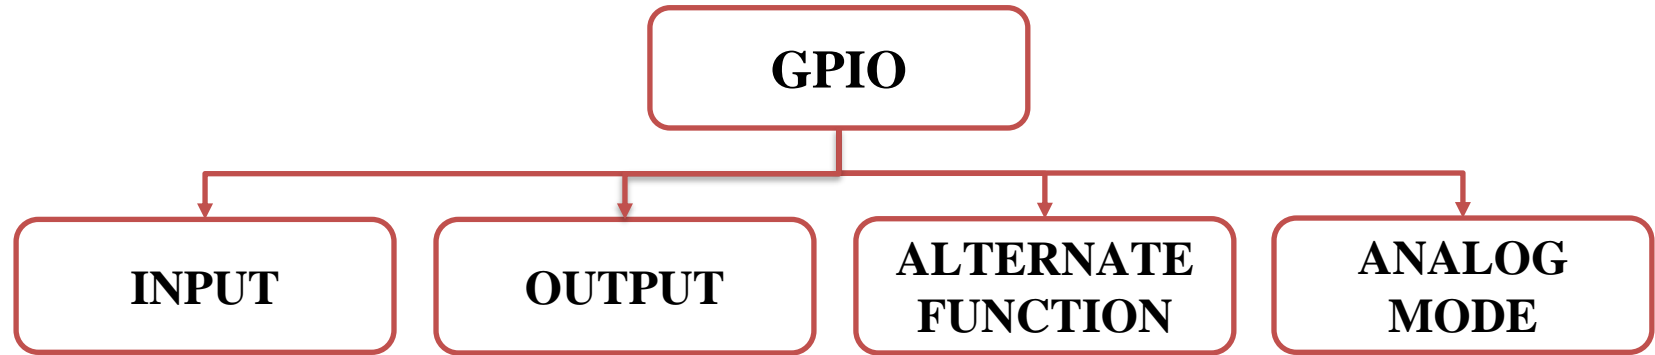 GPIO
INPUT
OUTPUT
ALTERNATE
FUNCTION
ANALOG
MODE